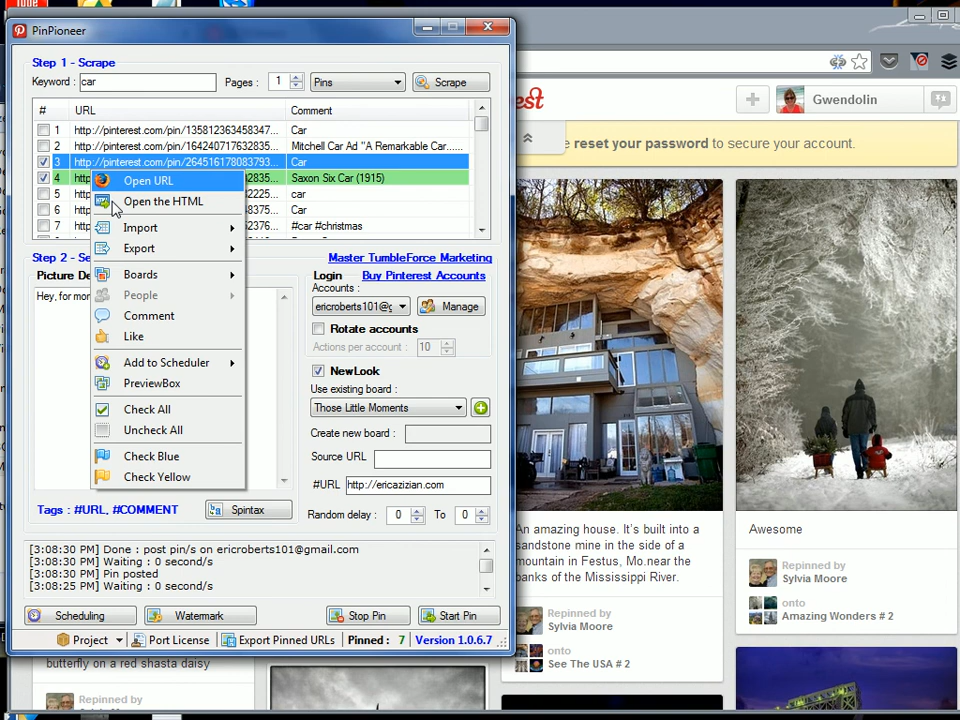 You
PinPioneer
Step 1 - Scrape
Keyword : car Pages : 1 Pins Scrape
# URL Comment
1 http://pinterest.com/pin/135812363458347... Car
2 http://pinterest.com/pin/164240717632835... Mitchell Car Ad "A Remarkable Car......
3 http://pinterest.com/pin/264516178083793... Car
4 2835... Saxon Six Car (1915)
5 2225... car
6 8375... Car
7 7715... #car #christmas
Open URL
Open the HTML
Import
Export
Boards
People
Comment
Like
Add to Scheduler
PreviewBox
Check All
Uncheck All
Check Blue
Check Yellow
Step 2 - Se
Master TumbleForce Marketing
Picture De
Hey, for mor
Login
Buy Pinterest Accounts
Accounts :
ericroberts101@g Manage
Rotate accounts
Actions per account : 10
NewLook
Use existing board :
Those Little Moments
Create new board :
Source URL
#URL http://ericazizian.com
Tags : #URL, #COMMENT Spintax
Random delay : 0 To 0
[3:08:30 PM] Done : post pin/s on ericroberts101@gmail.com
[3:08:30 PM] Waiting : 0 second/s
[3:08:30 PM] Pin posted
[3:08:25 PM] Waiting : 0 second/s
Scheduling Watermark Stop Pin Start Pin
Project Port License Export Pinned URLs Pinned : 7 Version 1.0.6.7
est
Gwendolin
e reset your password to secure your account.
An amazing house. It's built into a
sandstone mine in the side of a
mountain in Festus, Mo.near the
banks of the Mississippi River.
Repinned by
Sylvia Moore
onto
See The USA # 2
Awesome
Repinned by
Sylvia Moore
onto
Amazing Wonders # 2
butterfly on a red shasta daisy
Repinned by